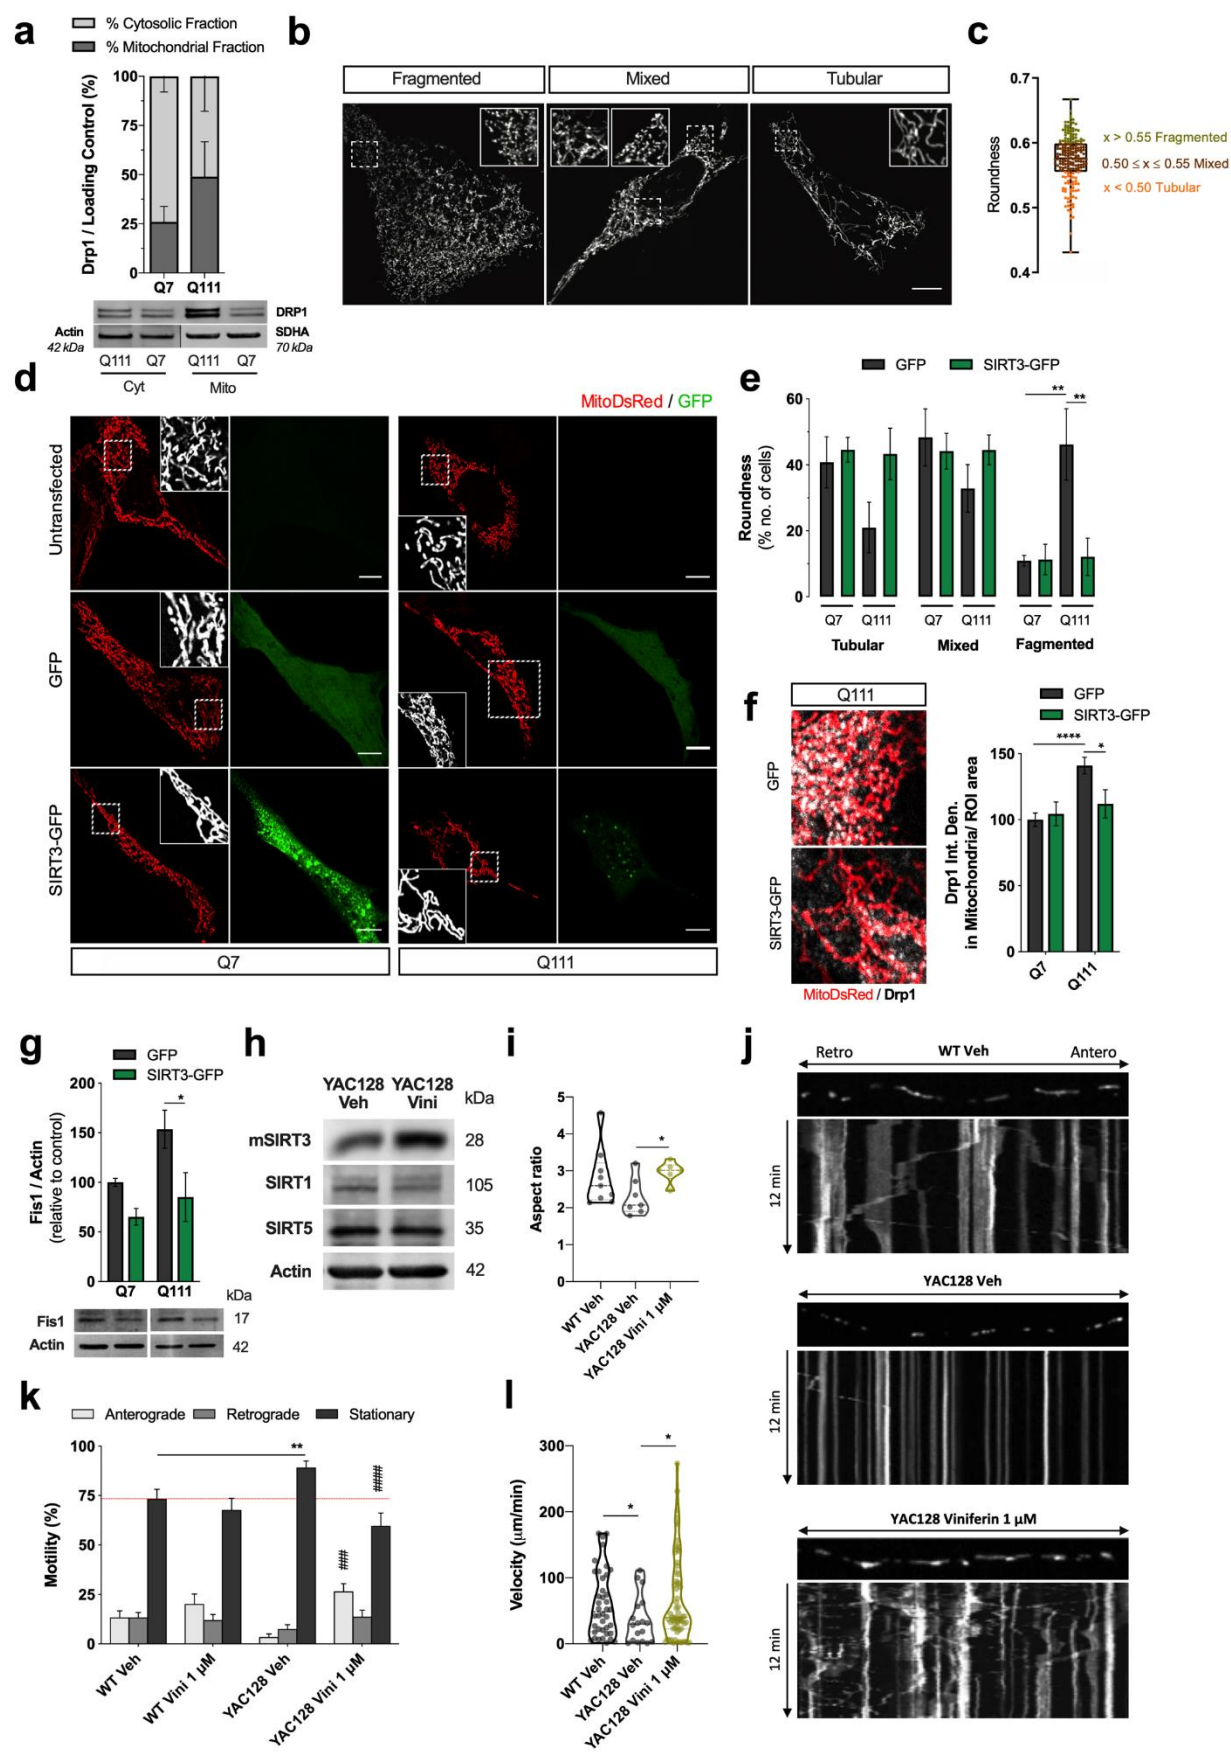 a
% Cytosolic Fraction
% Mitochondrial Fraction
Drp1 / Loading Control (%)
100
75
50
25
0
Q7 Q111
DRP1
Actin SDHA
42 kDa 70 kDa
Q111 Q7 Q111 Q7
Cyt Mito
b
Fragmented Mixed Tubular
c
Roundness
0.7
0.6
0.5
0.4
x > 0.55 Fragmented
0.50 ≤ x ≤ 0.55 Mixed
x < 0.50 Tubular
d
MitoDsRed / GFP
Untransfected
GFP
SIRT3-GFP
Q7 Q111
e
GFP SIRT3-GFP
Roundness
(% no. of cells)
60
40
20
0
** **
Q7 Q111 Q7 Q111 Q7 Q111
Tubular Mixed Fagmented
f
Q111
GFP
SIRT3-GFP
MitoDsRed / Drp1
GFP
SIRT3-GFP
Drp1 Int. Den.
in Mitochondria/ ROI area
150
100
50
0
**** *
Q7 Q111
g
GFP
SIRT3-GFP
Fis1 / Actin
(relative to control)
200
150
100
50
0
*
Q7 Q111
kDa
Fis1 17
Actin 42
h
YAC128 YAC128
Veh Vini kDa
mSIRT3 28
SIRT1 105
SIRT5 35
Actin 42
i
Aspect ratio
5
4
3
2
1
0
*
WT Veh
YAC128 Veh
YAC128 Vini 1 µM
j
Retro WT Veh Antero
12 min
YAC128 Veh
12 min
YAC128 Viniferin 1 µM
12 min
k
Anterograde Retrograde Stationary
Motility (%)
100
75
50
25
0
**
###
####
WT Veh
WT Vini 1 µM
YAC128 Veh
YAC128 Vini 1 µM
l
Velocity (µm/min)
300
200
100
0
* *
WT Veh
YAC128 Veh
YAC128 Vini 1 µM